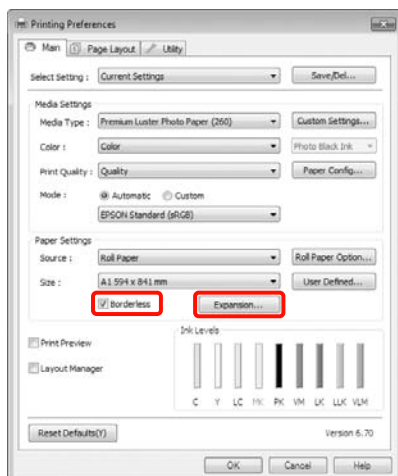 Printing Preferences
Main Page Layout Utility
Select Setting : Current Settings Save/Del...
Media Settings
Media Type : Premium Luster Photo Paper (260) Custom Settings...
Color : Color Photo Black Ink
Print Quality : Quality Paper Config...
Mode : Automatic Custom
EPSON Standard (sRGB)
Paper Settings
Source : Roll Paper Roll Paper Option...
Size : A1 594 x 841 mm User Defined...
Borderless Expansion...
Print Preview
Ink Levels
Layout Manager
C Y LC MK PK VM LK LLK VLM
Reset Defaults(Y) Version 6.70
OK Cancel Help